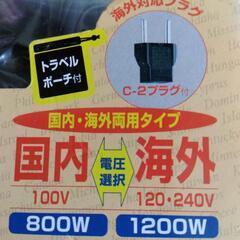 海外対応プラグ
トラベル
ポーチ付
C-2プラグ付
国内・海外両用タイプ
国内
電圧
選択
海外
100V
120・240V
800W
1200W